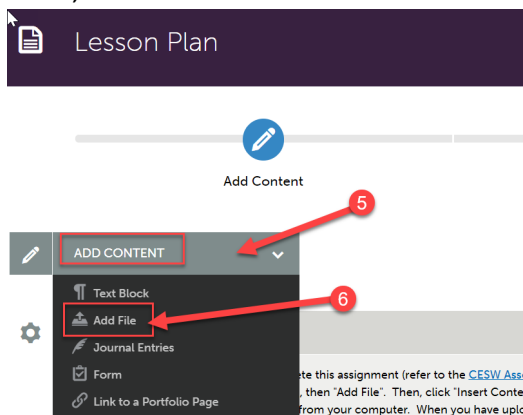 Lesson Plan
Add Content
5
ADD CONTENT
Text Block
6
Add File
Journal Entries
Form
Link to a Portfolio Page
ete this assignment (refer to the CESW Ass
, then "Add File". Then, click "Insert Conte
from your computer. When you have uplo